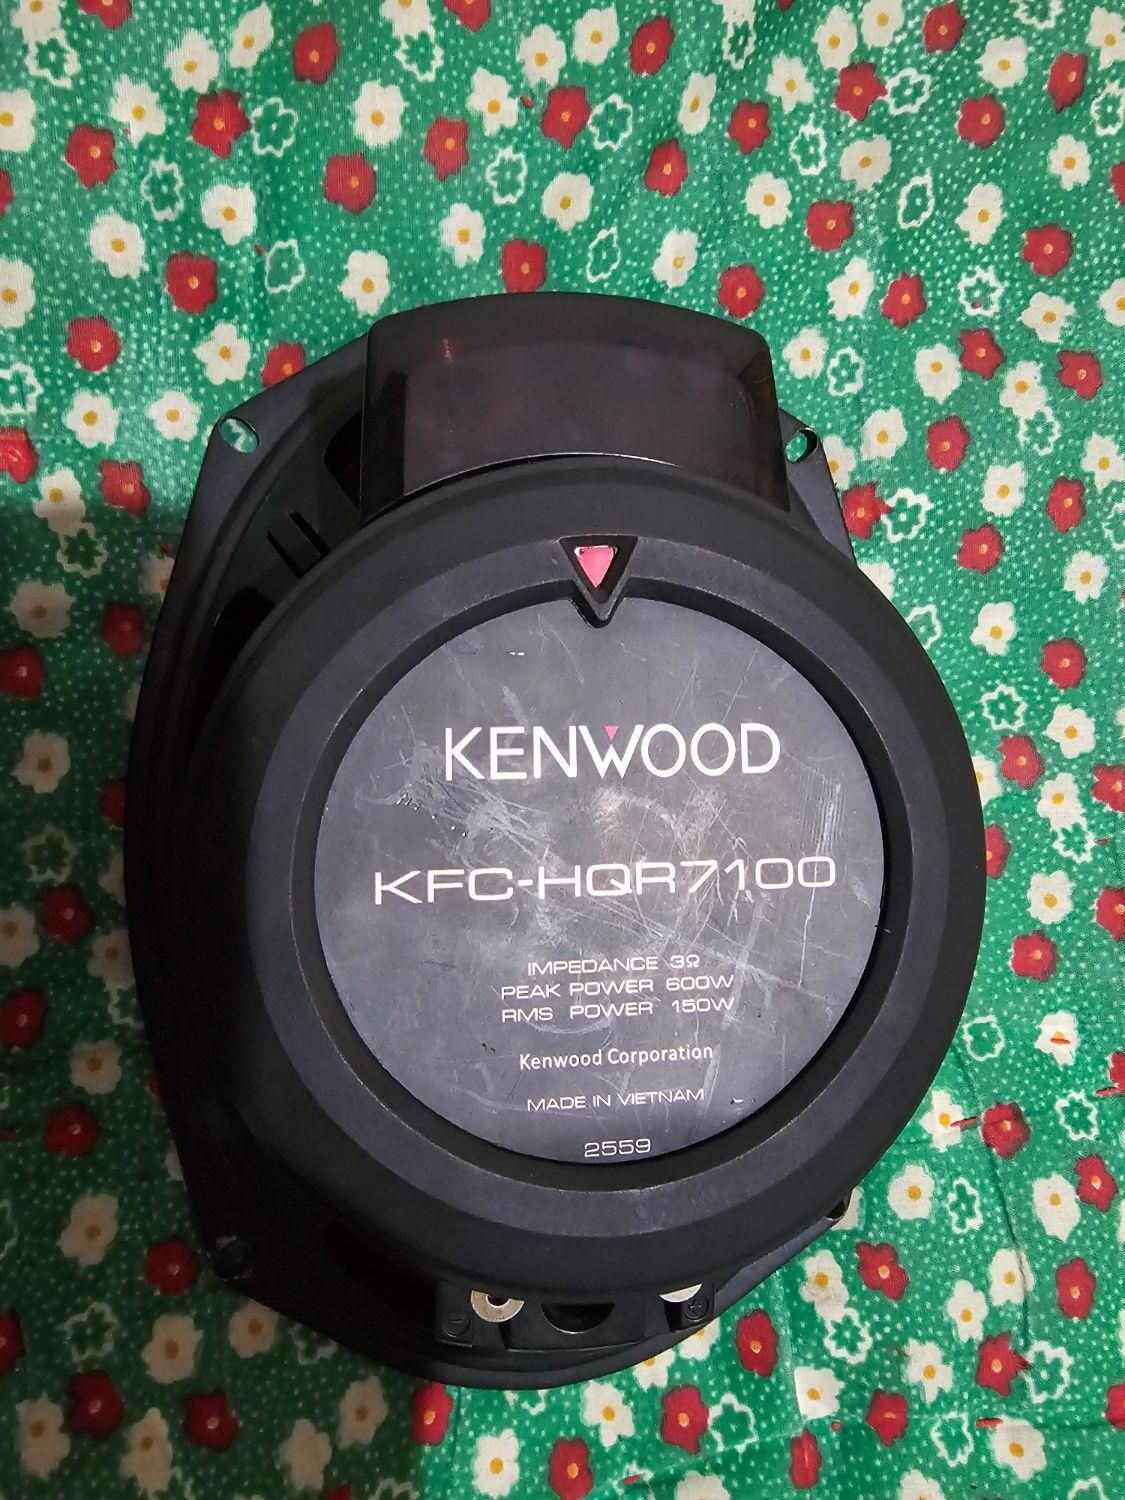 KENWOOD
KFC-HQR7100
IMPEDANCE 3Ω
PEAK POWER 600W
RMS POWER 150W
Kenwood Corporation
MADE IN VIETNAM
2559